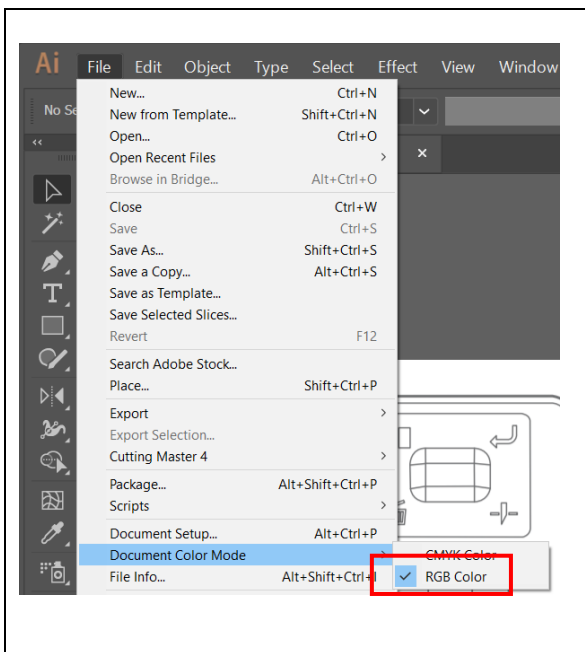 Ai File Edit Object Type Select Effect View Window
No Se
New... Ctrl+N
New from Template... Shift+Ctrl+N
Open... Ctrl+O
Open Recent Files >
Browse in Bridge... Alt+Ctrl+O
Close Ctrl+W
Save Ctrl+S
Save As... Shift+Ctrl+S
Save a Copy... Alt+Ctrl+S
Save as Template...
Save Selected Slices...
Revert F12
Search Adobe Stock...
Place... Shift+Ctrl+P
Export >
Export Selection...
Cutting Master 4 >
Package... Alt+Shift+Ctrl+P
Scripts >
Document Setup... Alt+Ctrl+P
Document Color Mode >
CMYK Color
File Info... Alt+Shift+Ctrl+I
RGB Color